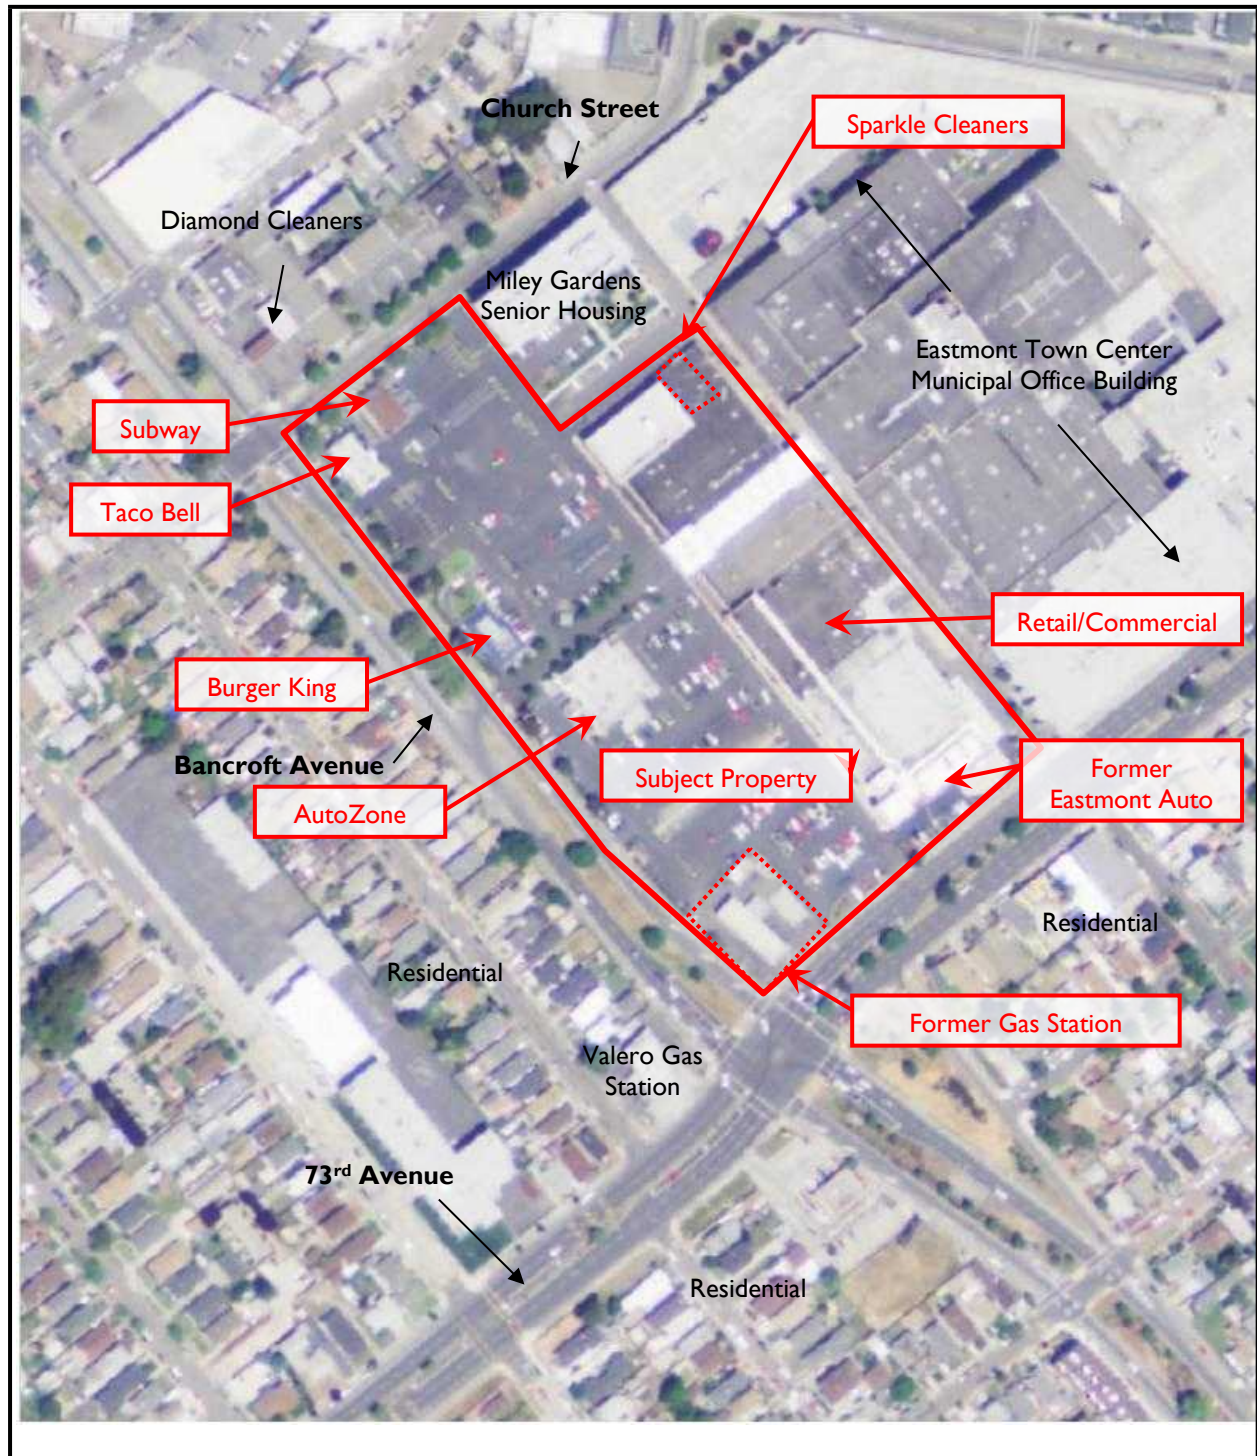 Church Street
Sparkle Cleaners
Diamond Cleaners
Miley Gardens
Senior Housing
Eastmont Town Center
Municipal Office Building
Subway
Taco Bell
Retail/Commercial
Burger King
Bancroft Avenue
Subject Property
Former
Eastmont Auto
AutoZone
Residential
Residential
Former Gas Station
Valero Gas
Station
73rd Avenue
Residential